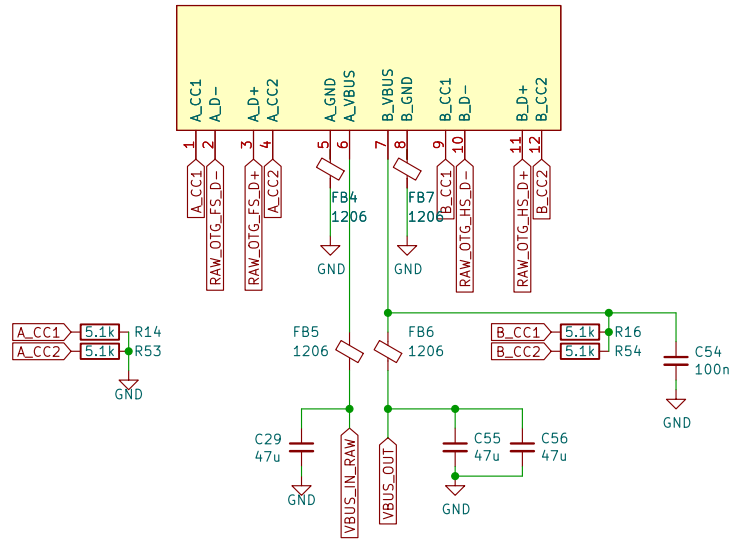 A_CC1
A_D-
A_D+
A_CC2
A_GND
A_VBUS
B_VBUS
B_GND
B_CC1
B_D-
B_D+
B_CC2
1
2
3
4
5
6
7
8
9
10
11
12
A_CC1
RAW_OTG_FS_D-
RAW_OTG_FS_D+
A_CC2
FB4
1206
GND
FB7
1206
GND
B_CC1
RAW_OTG_HS_D-
RAW_OTG_HS_D+
B_CC2
A_CC1
5.1k
R14
A_CC2
5.1k
R53
GND
FB5
1206
FB6
1206
B_CC1
5.1k
R16
B_CC2
5.1k
R54
C54
100n
GND
C29
47u
GND
VBUS_IN_RAW
VBUS_OUT
C55
47u
C56
47u
GND